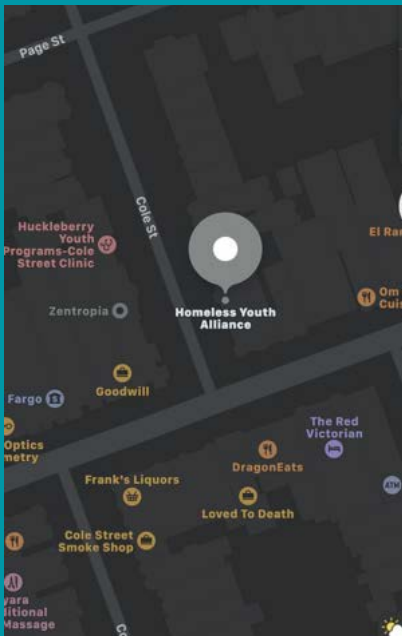 Page St
Cole St
Huckleberry
Youth
Programs-Cole
Street Clinic
El Ra
Zentropia
Homeless Youth
Alliance
Om
Cuis
Goodwill
Fargo
$
Optics
metry
The Red
Victorian
DragonEats
Frank's Liquors
ATM
Loved To Death
Cole Street
Smoke Shop
yara
ditional
Massage
Co